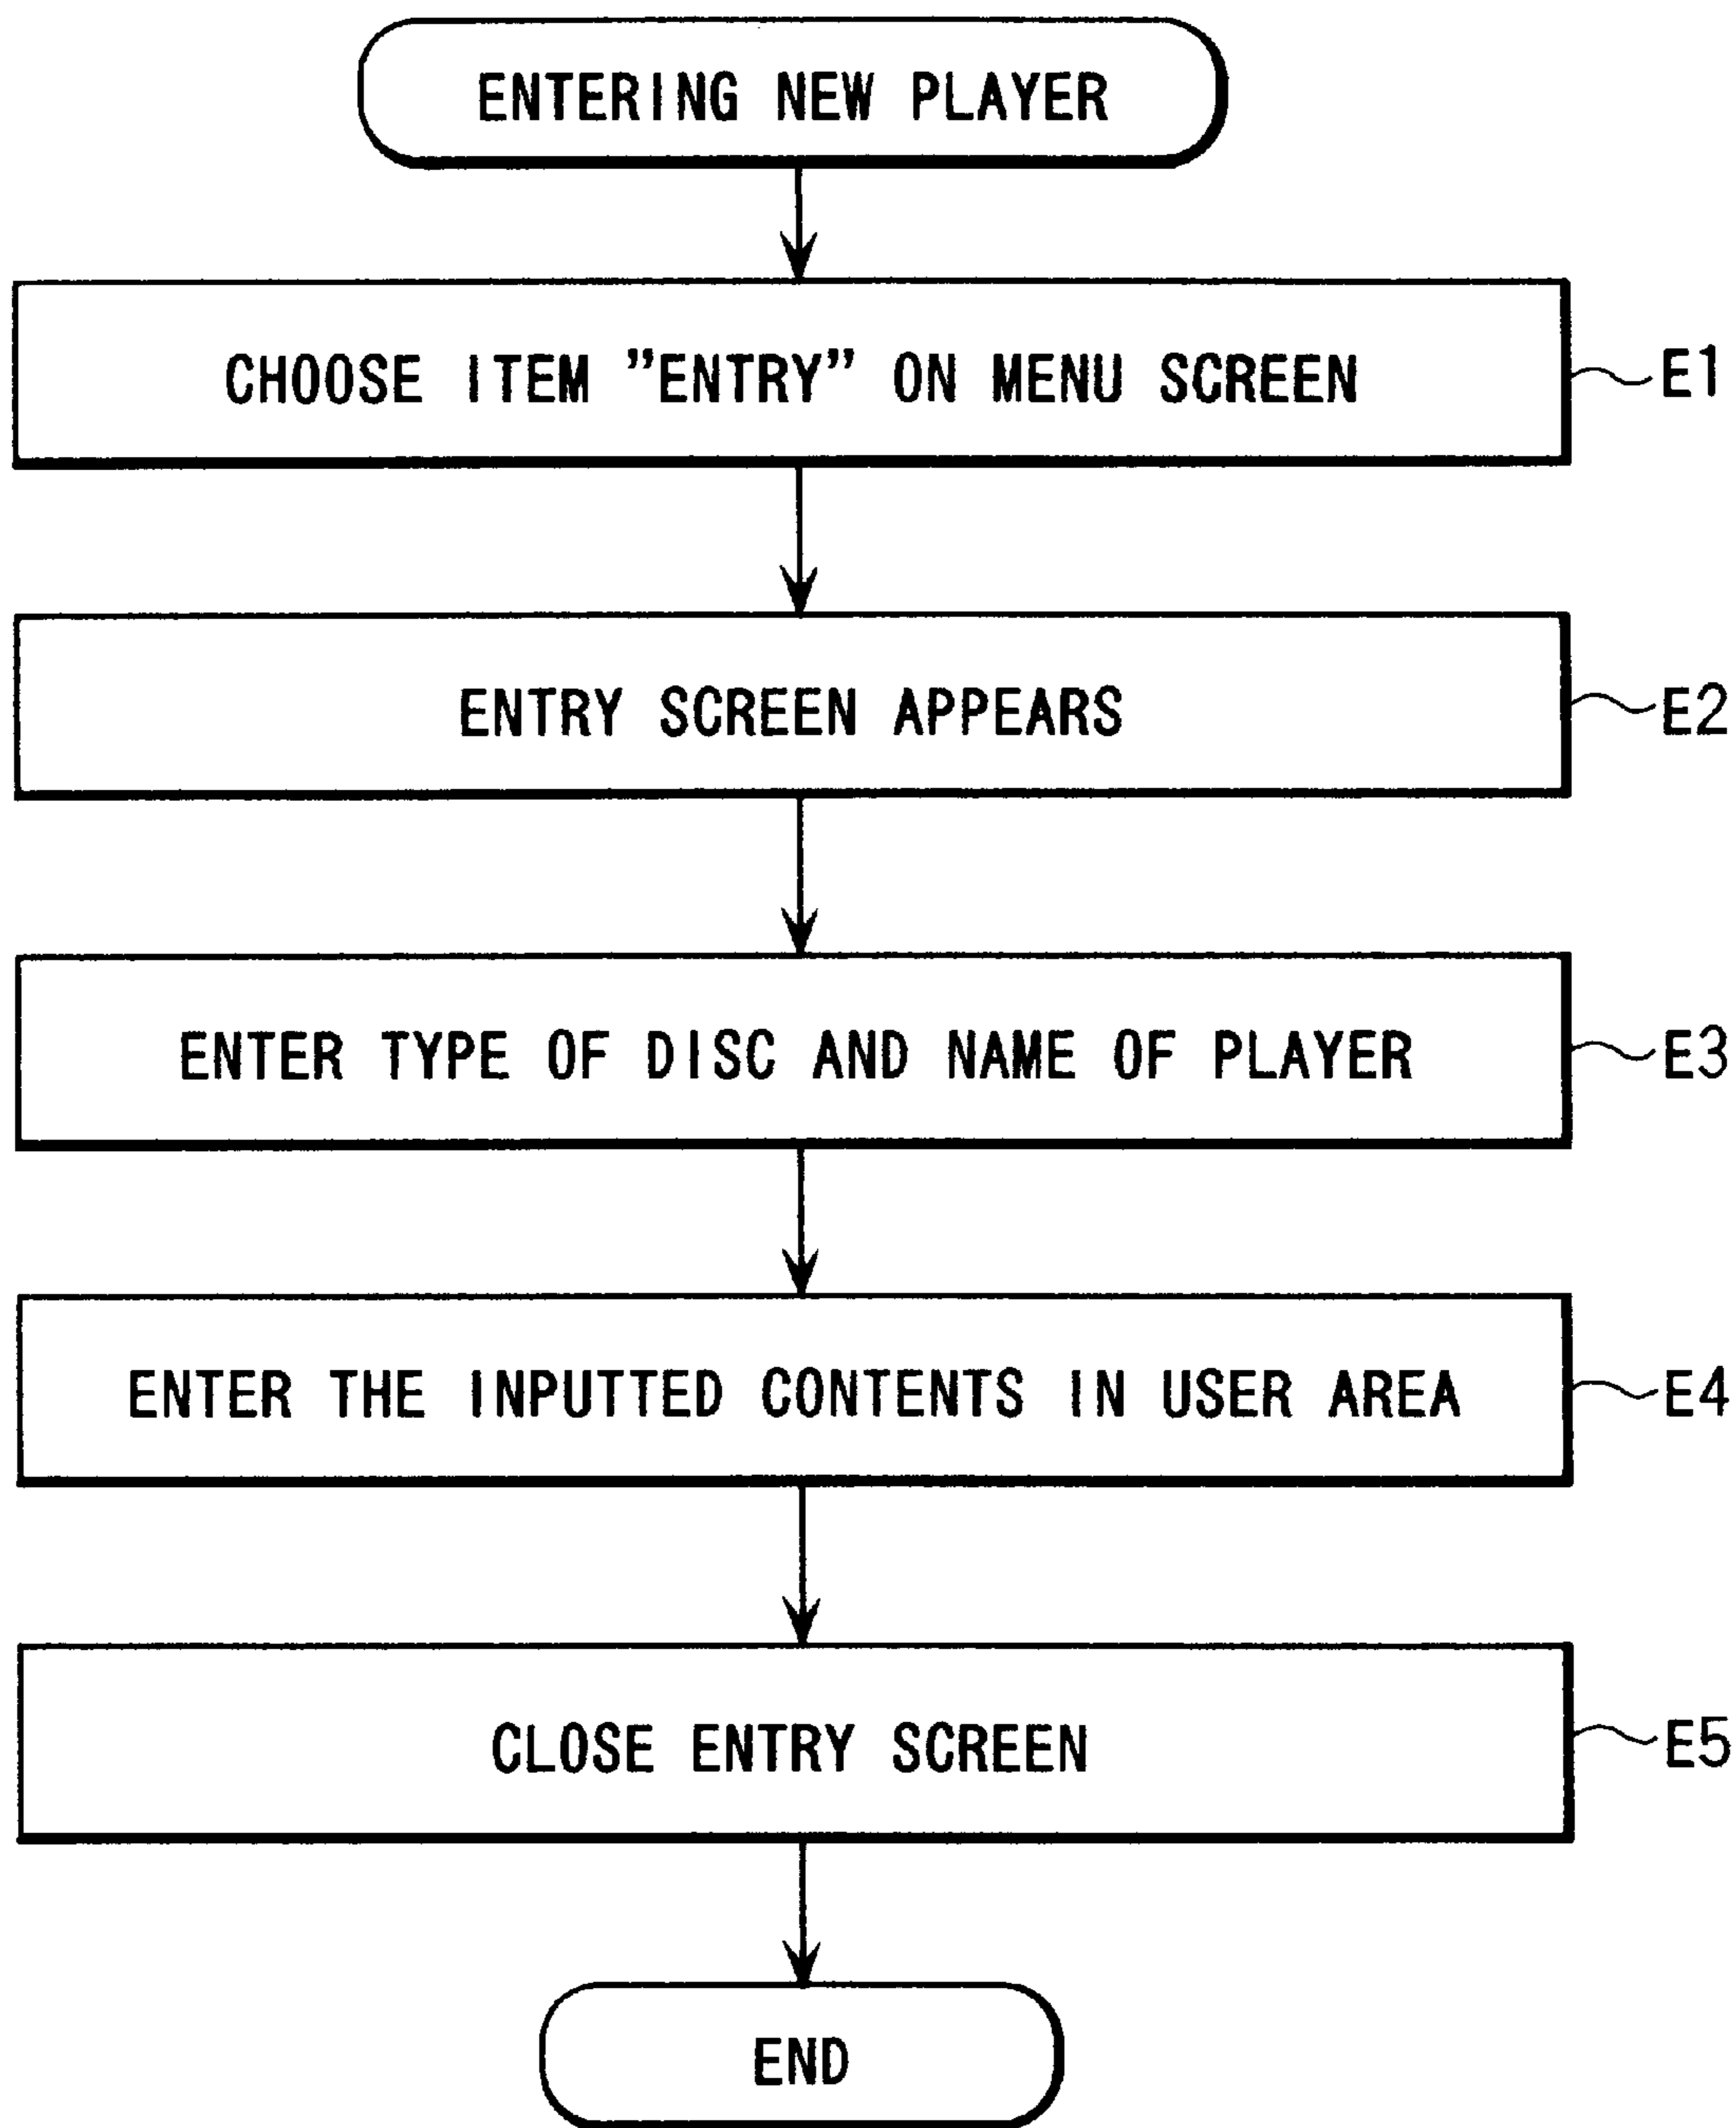 ENTERING NEW PLAYER
CHOOSE ITEM "ENTRY" ON MENU SCREEN
E1
ENTRY SCREEN APPEARS
E2
ENTER TYPE OF DISC AND NAME OF PLAYER
E3
ENTER THE INPUTTED CONTENTS IN USER AREA
E4
CLOSE ENTRY SCREEN
E5
END